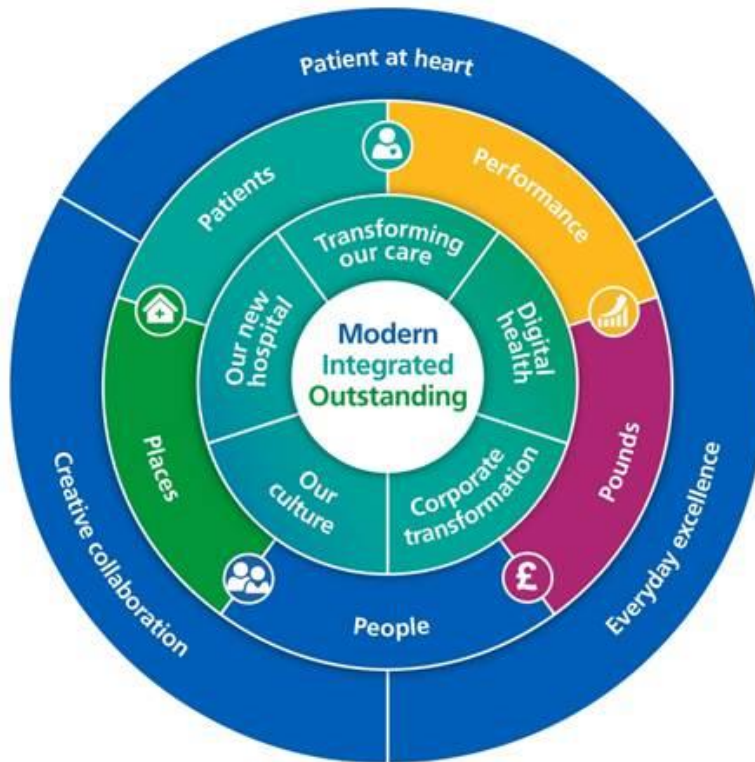 Patient at heart
Patients
Performance
Transforming
our care
Our new
hospital
Digital
health
Modern
Integrated
Outstanding
Places
Pounds
Our
culture
Corporate
transformation
£
People
Creative collaboration
Everyday excellence